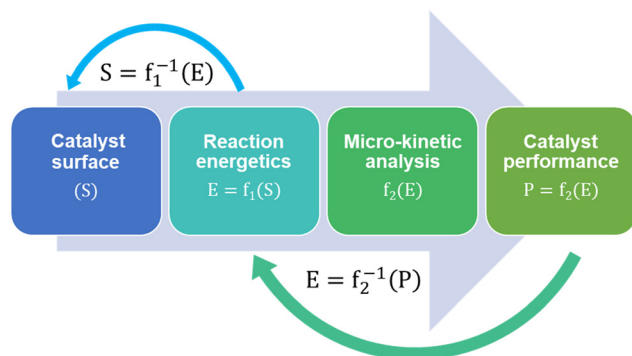 S = f₁⁻¹(E)
Catalyst
surface
(S)
Reaction
energetics
E = f₁(S)
Micro-kinetic
analysis
f₂(E)
Catalyst
performance
P = f₂(E)
E = f₂⁻¹(P)